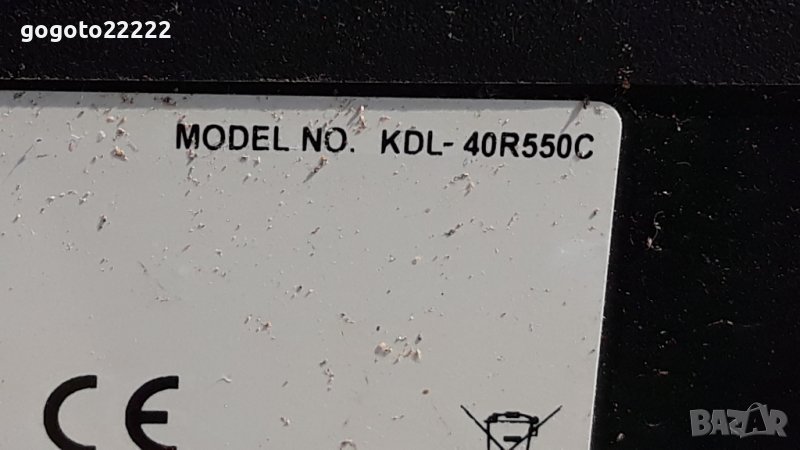 gogoto22222
MODEL NO. KDL- 40R550C
CE
BAZAR